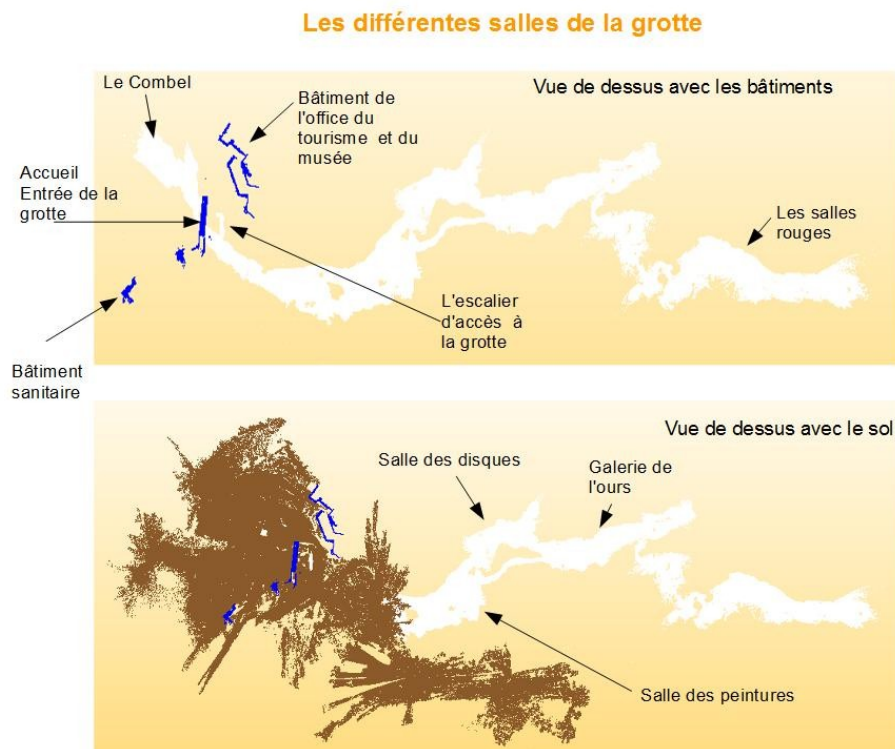 Les différentes salles de la grotte
Le Combel
Bâtiment de
l'office du
tourisme et du
musée
Vue de dessus avec les bâtiments
Accueil
Entrée de la
grotte
Les salles
rouges
L'escalier
d'accès à
la grotte
Bâtiment
sanitaire
Vue de dessus avec le sol
Salle des disques
Galerie de
l'ours
Salle des peintures